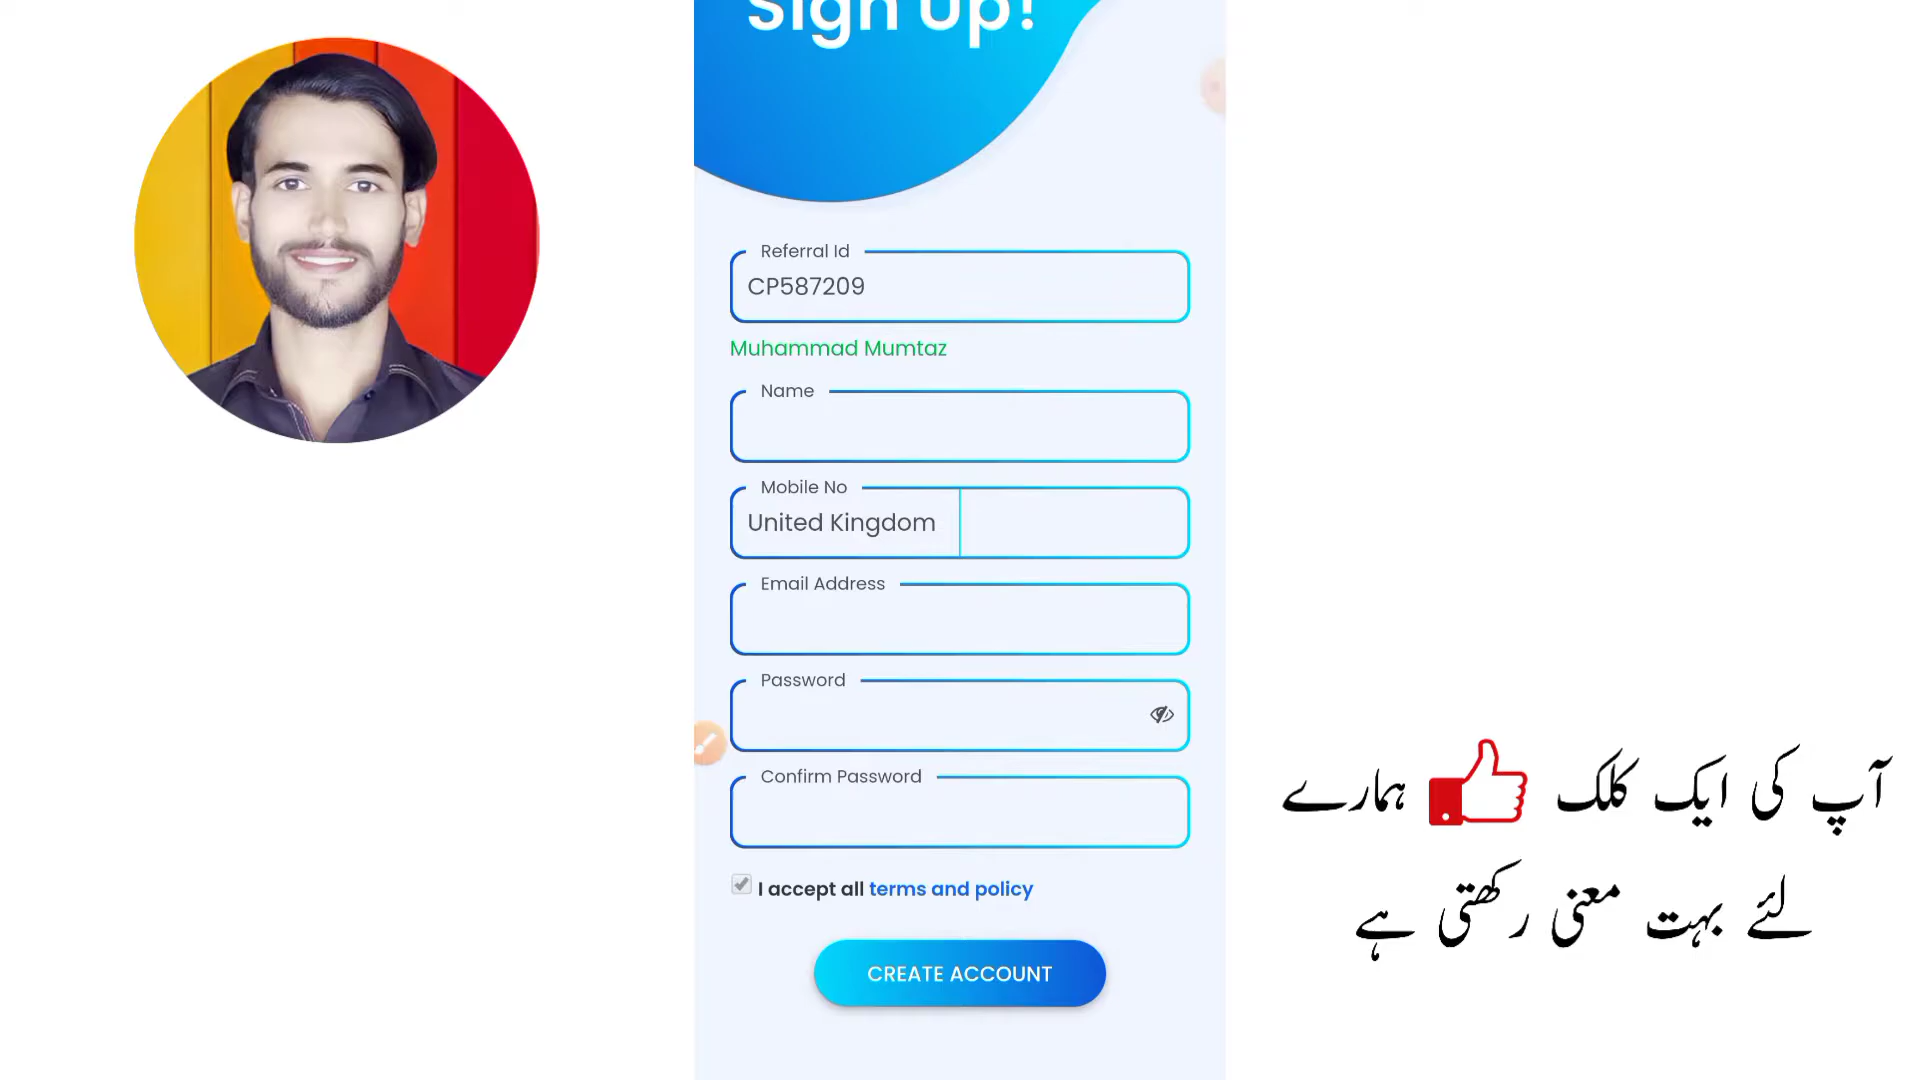 Sign Up!
Referral Id
CP587209
Muhammad Mumtaz
Name
Mobile No
United Kingdom
Email Address
Password
Confirm Password
I accept all terms and policy
CREATE ACCOUNT
آپ کی ایک کلک ہمارے
لئے بہت معنی رکھتی ہے